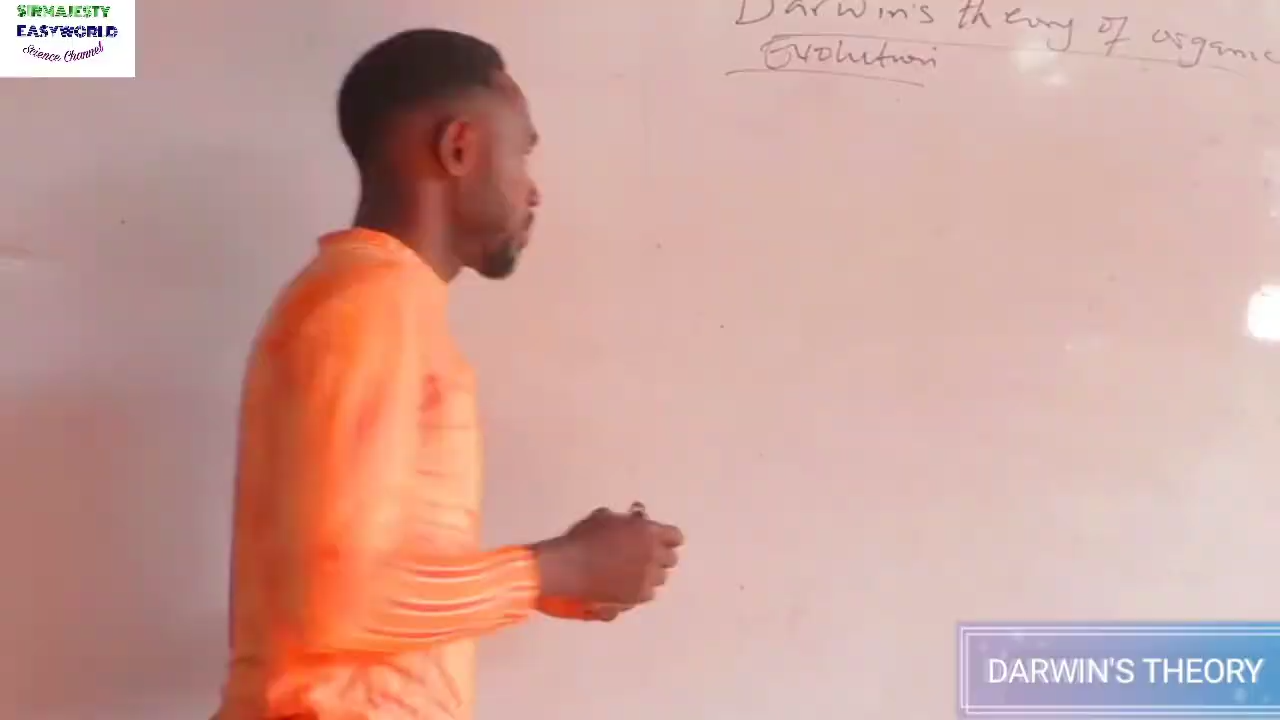 SIRMAJESTY
EASYWORLD
Science Channel
Darwin's theory of organic
Evolution
DARWIN'S THEORY